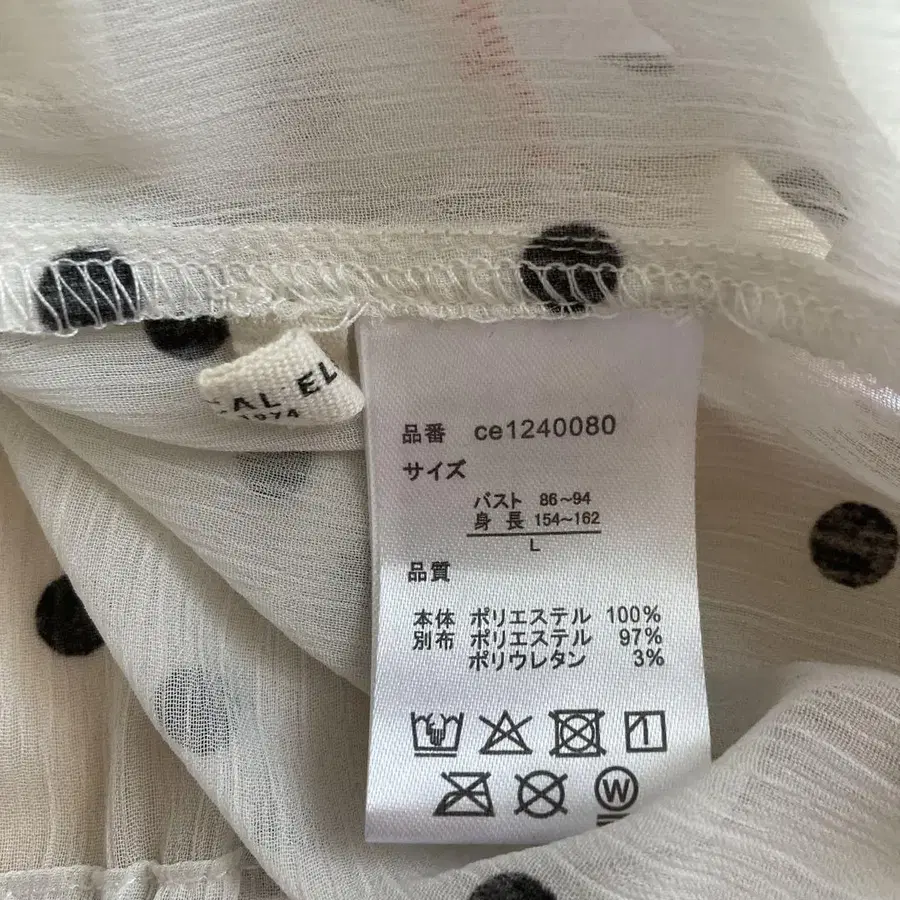 1974
品番 ce1240080
サイズ
バスト 86~94
身長 154~162
L
品質
本体 ポリエステル 100%
別布 ポリエステル 97%
ポリウレタン 3%
W